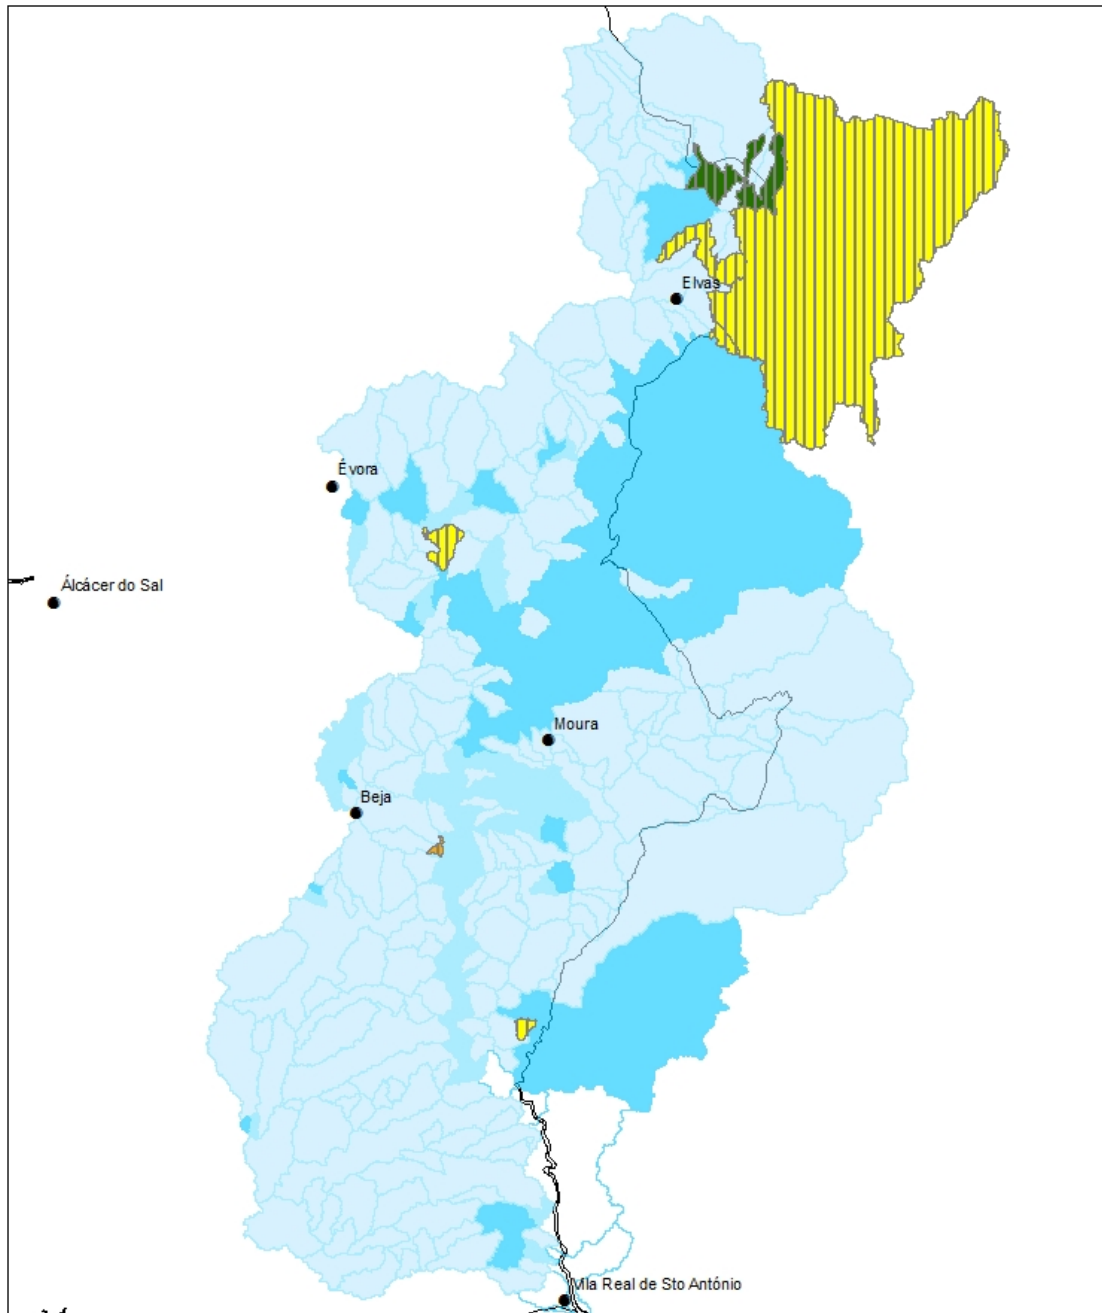 Elvas
Évora
Álcácer do Sal
Moura
Beja
Vila Real de Sto António